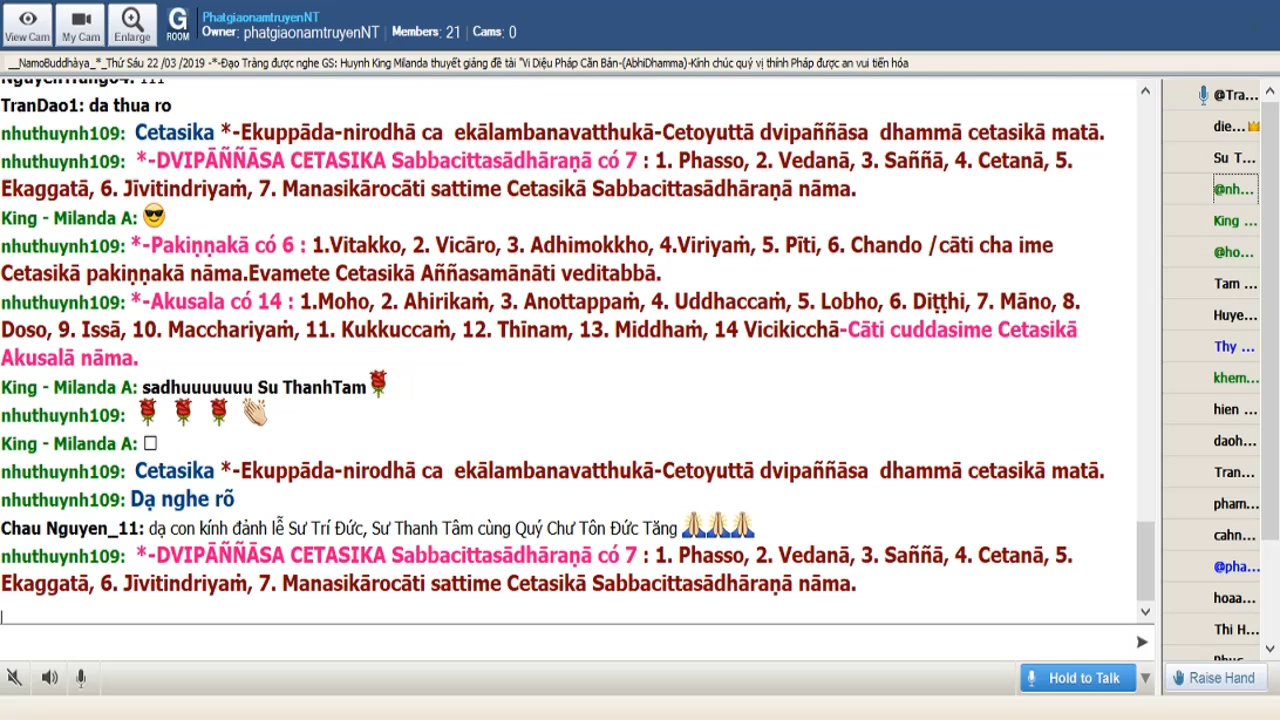 View Cam
My Cam
Enlarge
G
ROOM
PhatgiaonamtruyenNT
Owner: phatgiaonamtruyenNT | Members: 21 | Cams: 0
__NamoBuddhàya_*_Thứ Sáu 22 /03 /2019 -*-Đạo Tràng được nghe GS: Huynh King Milanda thuyết giảng đề tài "Vi Diệu Pháp Căn Bản-(AbhiDhamma)-Kính chúc quý vị thính Pháp được an vui tiến hóa
TranDao1: da thua ro
nhuthuynh109: Cetasika *-Ekuppāda-nirodhā ca ekālambanavatthukā-Cetoyuttā dvipaññāsa dhammā cetasikā matā.
nhuthuynh109: *-DVIPĀÑÑĀSA CETASIKA Sabbacittasādhāraṇā có 7 : 1. Phasso, 2. Vedanā, 3. Saññā, 4. Cetanā, 5.
Ekaggatā, 6. Jīvitindriyaṁ, 7. Manasikārocāti sattime Cetasikā Sabbacittasādhāraṇā nāma.
King - Milanda A: 😎
nhuthuynh109: *-Pakiṇṇakā có 6 : 1.Vitakko, 2. Vicāro, 3. Adhimokkho, 4.Viriyaṁ, 5. Pīti, 6. Chando /cāti cha ime
Cetasikā pakiṇṇakā nāma.Evamete Cetasikā Aññasamānāti veditabbā.
nhuthuynh109: *-Akusala có 14 : 1.Moho, 2. Ahirikaṁ, 3. Anottappaṁ, 4. Uddhaccaṁ, 5. Lobho, 6. Diṭṭhi, 7. Māno, 8.
Doso, 9. Issā, 10. Macchariyaṁ, 11. Kukkuccaṁ, 12. Thīnam, 13. Middhaṁ, 14 Vicikicchā-Cāti cuddasime Cetasikā
Akusalā nāma.
King - Milanda A: sadhuuuuuuu Su ThanhTam🌹
nhuthuynh109: 🌹 🌹 🌹 👏
King - Milanda A: □
nhuthuynh109: Cetasika *-Ekuppāda-nirodhā ca ekālambanavatthukā-Cetoyuttā dvipaññāsa dhammā cetasikā matā.
nhuthuynh109: Dạ nghe rõ
Chau Nguyen_11: dạ con kính đảnh lễ Sư Trí Đức, Sư Thanh Tâm cùng Quý Chư Tôn Đức Tăng 🙏🙏🙏
nhuthuynh109: *-DVIPĀÑÑĀSA CETASIKA Sabbacittasādhāraṇā có 7 : 1. Phasso, 2. Vedanā, 3. Saññā, 4. Cetanā, 5.
Ekaggatā, 6. Jīvitindriyaṁ, 7. Manasikārocāti sattime Cetasikā Sabbacittasādhāraṇā nāma.
@Tra...
die...
Su T...
@nh...
King ...
@ho...
Tam ...
Huye...
Thy ...
khem...
hien ...
daoh...
Tran...
pham...
cahn...
@pha...
hoaa...
Thi H...
Hold to Talk
Raise Hand